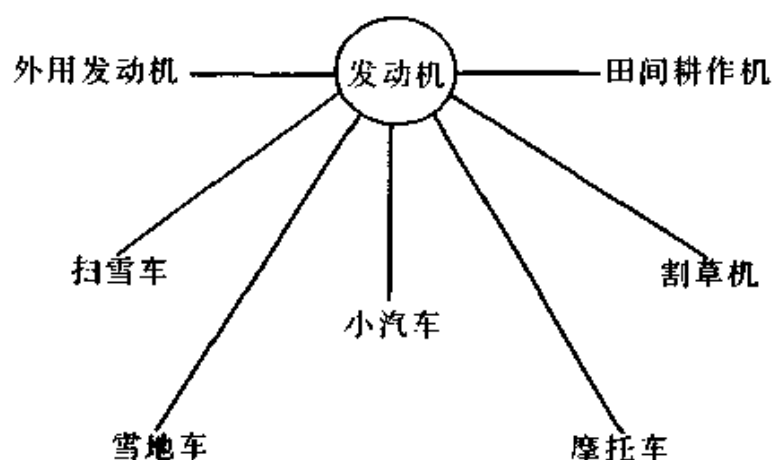 外用发动机
发动机
田间耕作机
扫雪车
割草机
小汽车
雪地车
摩托车